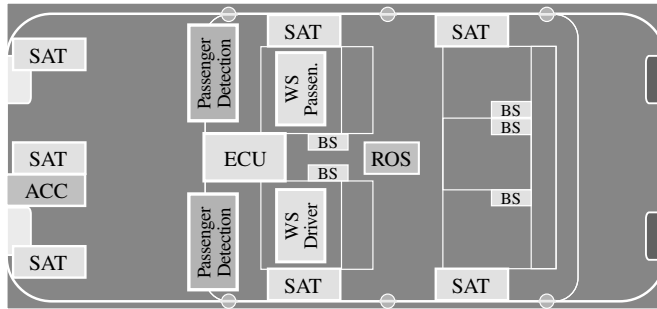 SAT
SAT
SAT
Passenger
Detection
WS
Passen.
BS
BS
SAT
BS
ECU
ROS
ACC
BS
BS
Passenger
Detection
WS
Driver
SAT
SAT
SAT